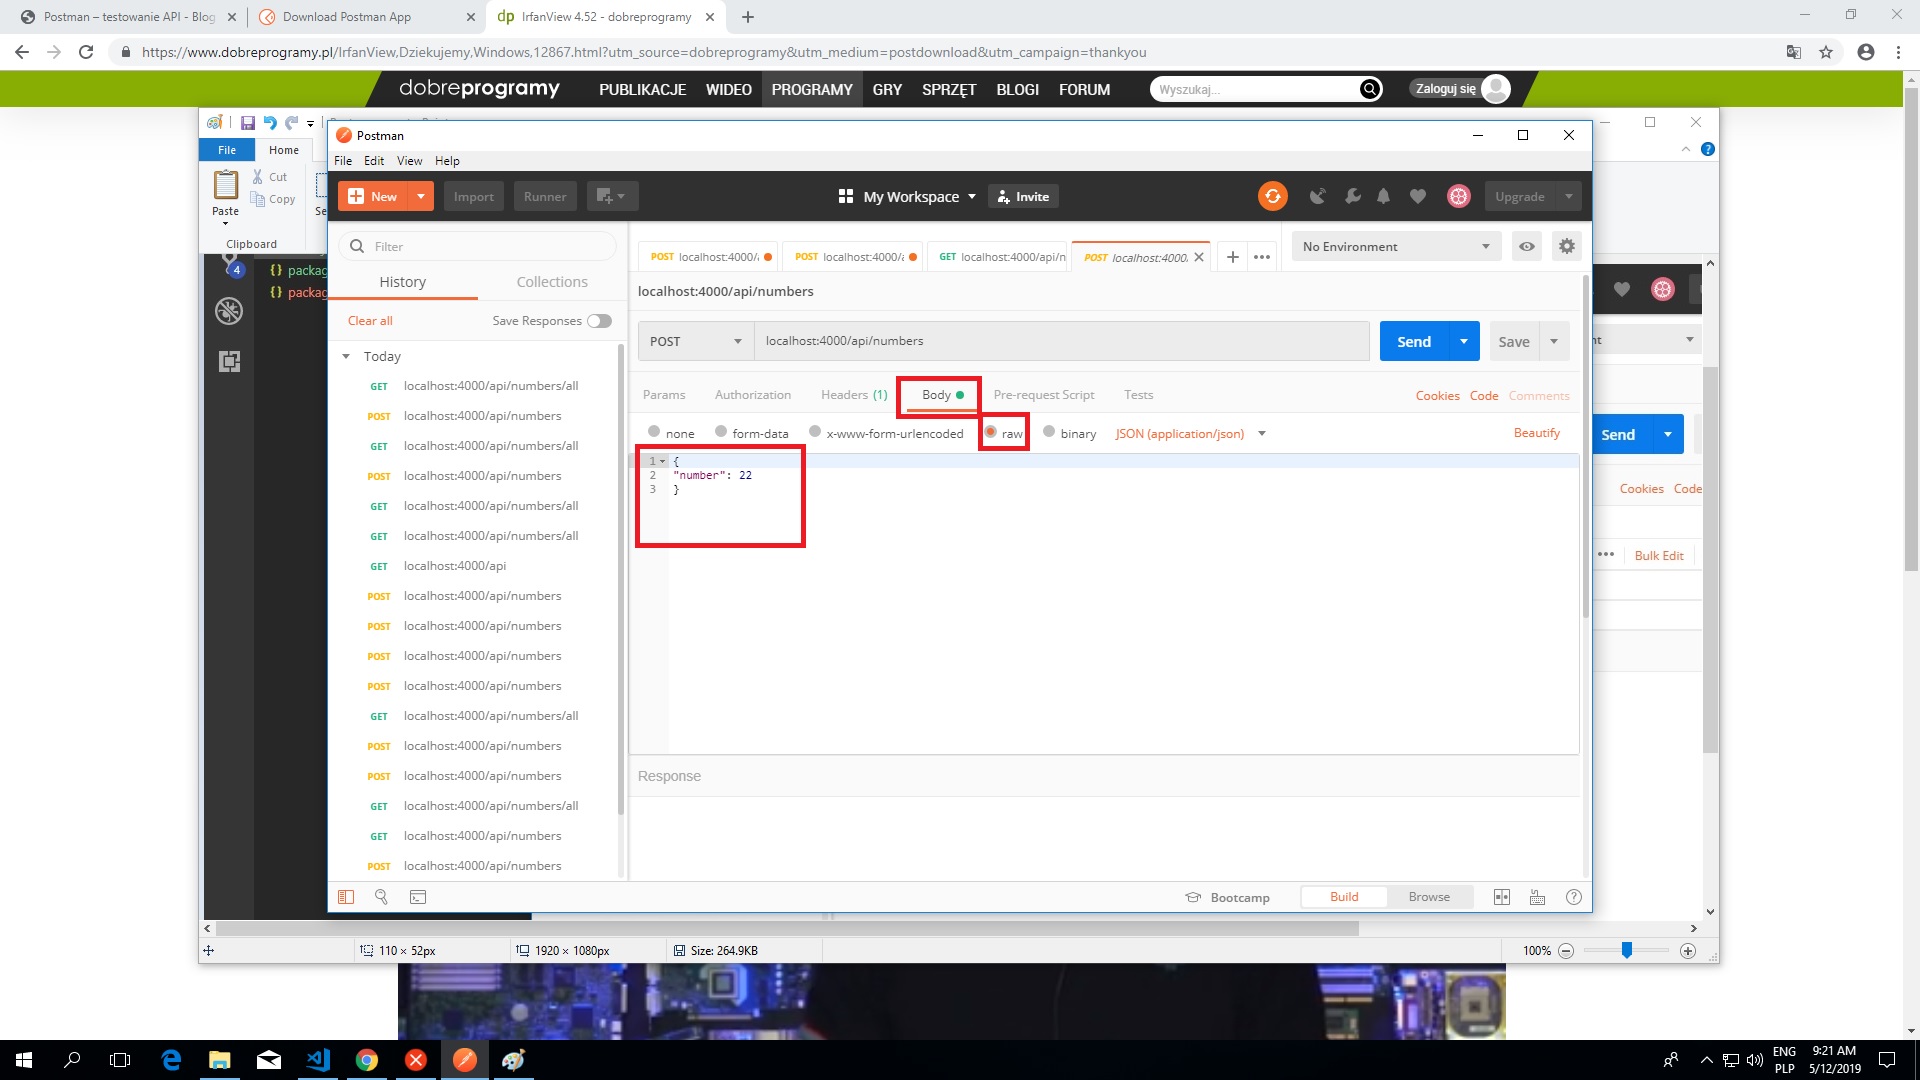 Postman – testowanie API - Blog
Download Postman App
IrfanView 4.52 - dobreprogramy
https://www.dobreprogramy.pl/IrfanView,Dziekujemy,Windows,12867.html?utm_source=dobreprogramy&utm_medium=postdownload&utm_campaign=thankyou
dobreprogramy PUBLIKACJE WIDEO PROGRAMY GRY SPRZĘT BLOGI FORUM Wyszukaj... Zaloguj się
File Home
Cut
Copy
Paste
Clipboard
4
Postman
File Edit View Help
New Import Runner My Workspace Invite Upgrade
Filter
History Collections
Clear all Save Responses
Today
GET localhost:4000/api/numbers/all
POST localhost:4000/api/numbers
GET localhost:4000/api/numbers/all
POST localhost:4000/api/numbers
GET localhost:4000/api/numbers/all
GET localhost:4000/api/numbers/all
GET localhost:4000/api
POST localhost:4000/api/numbers
POST localhost:4000/api/numbers
POST localhost:4000/api/numbers
POST localhost:4000/api/numbers
GET localhost:4000/api/numbers/all
POST localhost:4000/api/numbers
POST localhost:4000/api/numbers
GET localhost:4000/api/numbers/all
GET localhost:4000/api/numbers
POST localhost:4000/api/numbers
POST localhost:4000/ POST localhost:4000/ GET localhost:4000/api/n POST localhost:4000/ No Environment
localhost:4000/api/numbers
POST localhost:4000/api/numbers Send Save
Params Authorization Headers (1) Body Pre-request Script Tests Cookies Code Comments
none form-data x-www-form-urlencoded raw binary JSON (application/json) Beautify
1 {
2 "number": 22
3 }
Response
Bootcamp Build Browse
Send
Cookies Code
Bulk Edit
110 × 52px 1920 × 1080px Size: 264.9KB 100%
ENG 9:21 AM
PLP 5/12/2019